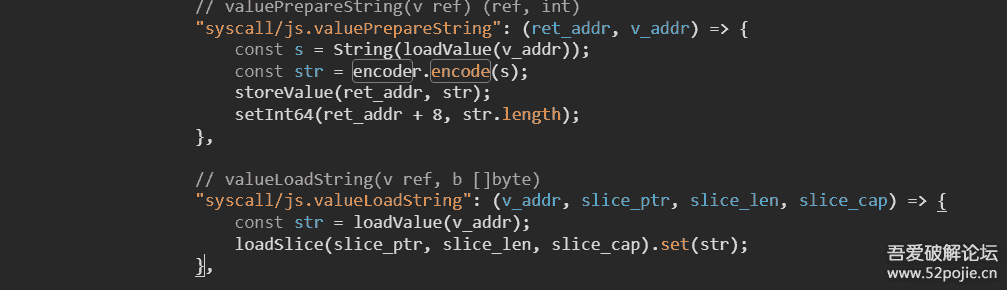 // valuePrepareString(v ref) (ref, int)
"syscall/js.valuePrepareString": (ret_addr, v_addr) => {
const s = String(loadValue(v_addr));
const str = encoder.encode(s);
storeValue(ret_addr, str);
setInt64(ret_addr + 8, str.length);
},
// valueLoadString(v ref, b []byte)
"syscall/js.valueLoadString": (v_addr, slice_ptr, slice_len, slice_cap) => {
const str = loadValue(v_addr);
loadSlice(slice_ptr, slice_len, slice_cap).set(str);
},
吾爱破解论坛
www.52pojie.cn